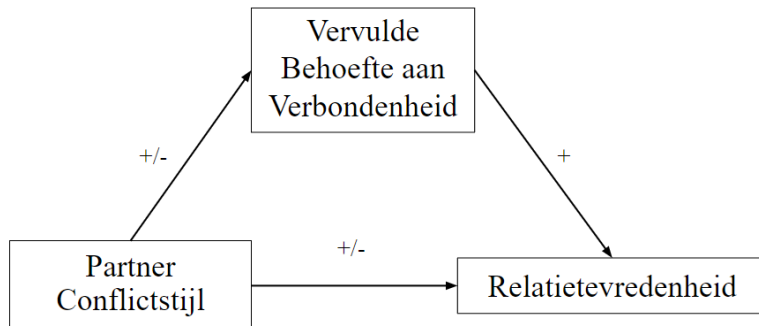 Vervulde
Behoefte aan
Verbondenheid
+/-
+
+/-
Partner
Conflictstijl
Relatietevredenheid